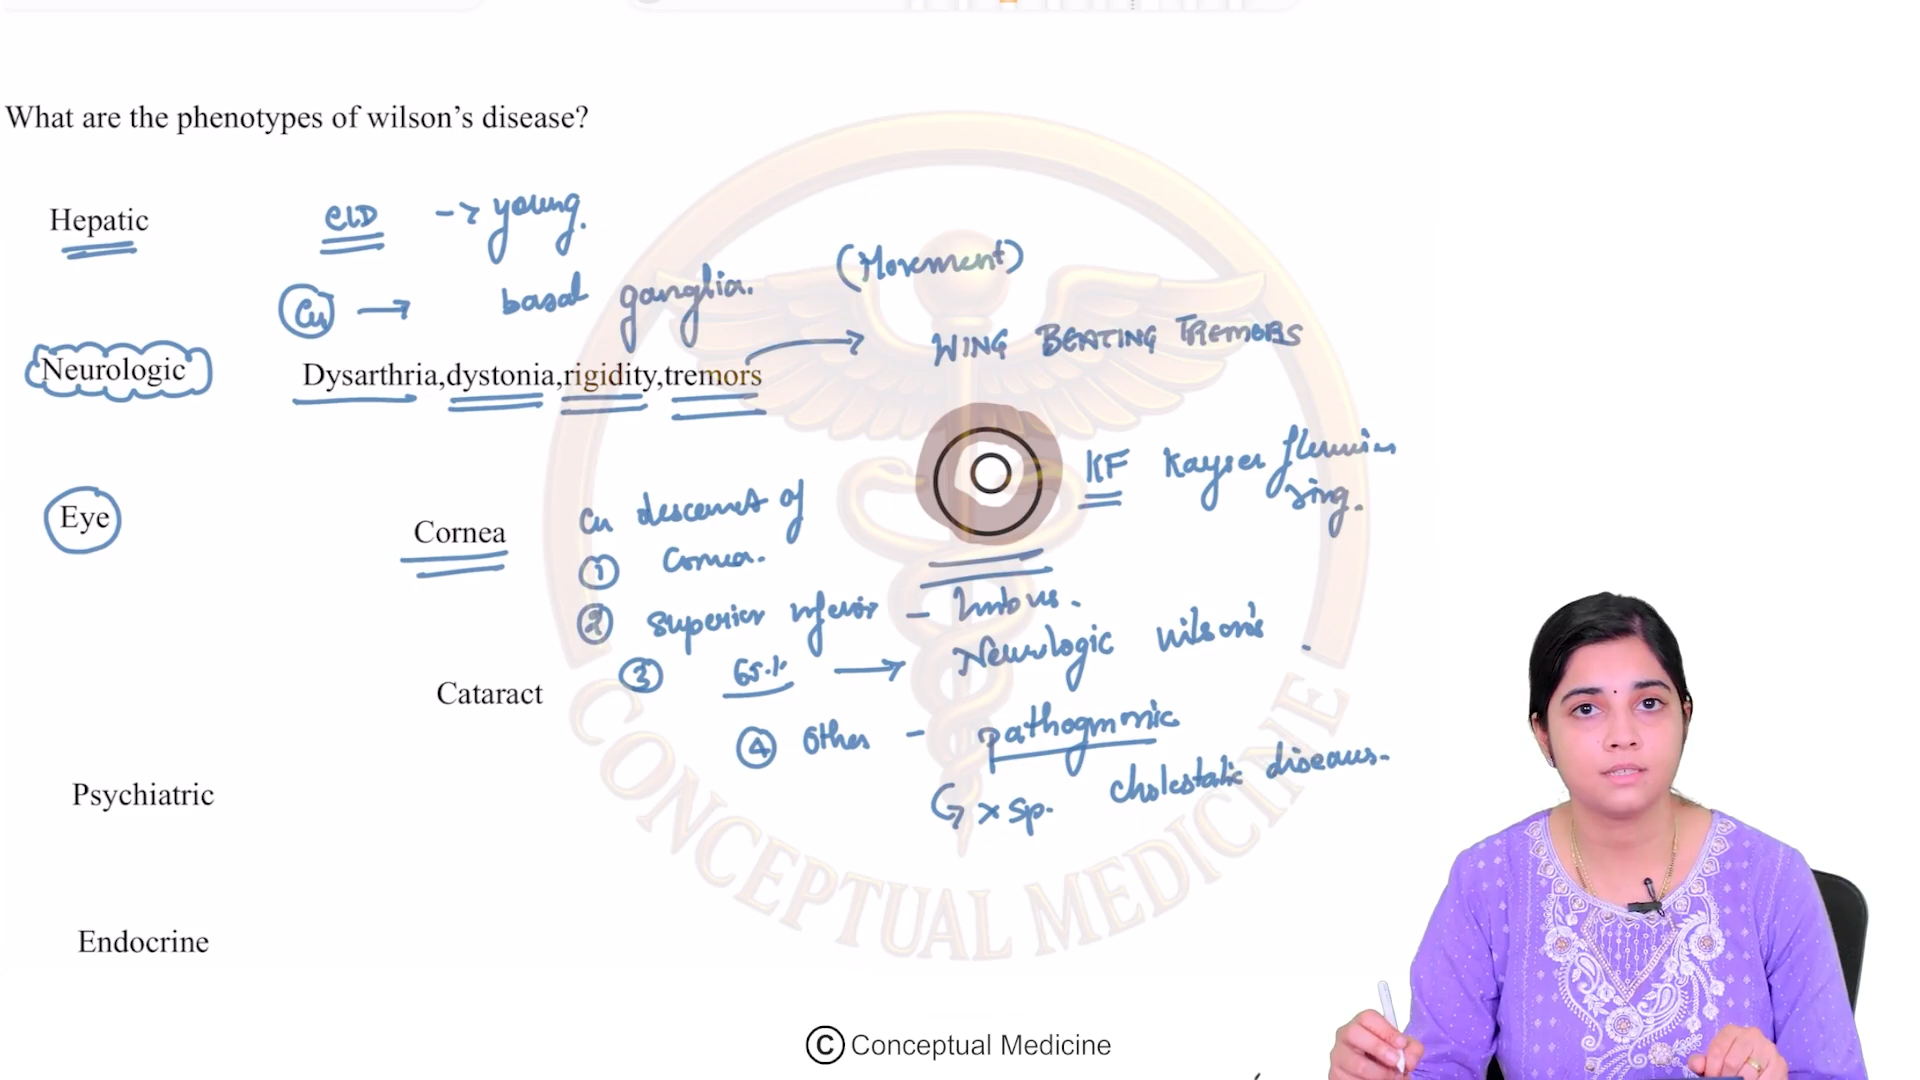 What are the phenotypes of wilson's disease?
Hepatic
CLD -> young.
(Movement)
Cu → basal ganglia.
WING BEATING TREMORS
Neurologic
Dysarthria,dystonia,rigidity,tremors
KF Kayser
ring.
Eye
Cornea
Cu descemet of
① Cornea.
② Superior inferior - limbus.
③ 65% → Neurologic Wilson's
Cataract
④ Other - pathogmonic
Psychiatric
x sp. cholestatic diseases.
Endocrine
CONCEPTUAL MEDICINE
© Conceptual Medicine